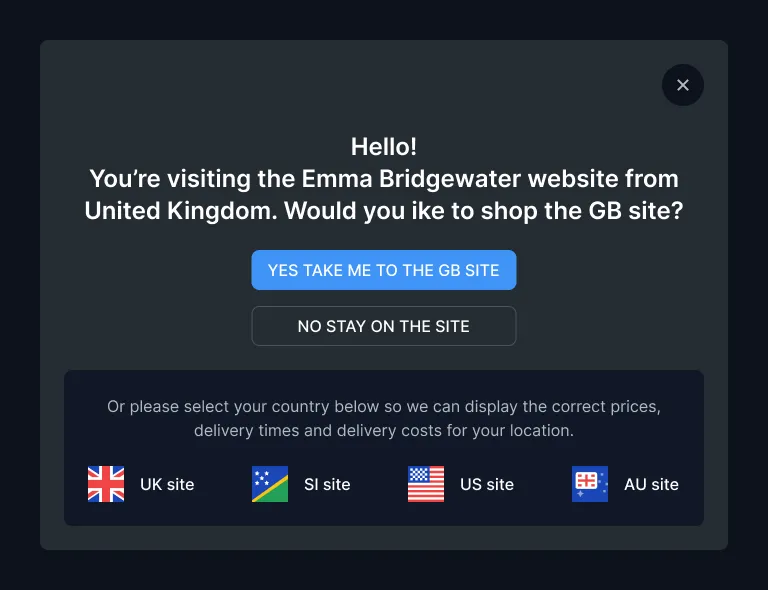 Hello!
You’re visiting the Emma Bridgewater website from
United Kingdom. Would you ike to shop the GB site?
YES TAKE ME TO THE GB SITE
NO STAY ON THE SITE
Or please select your country below so we can display the correct prices,
delivery times and delivery costs for your location.
UK site
SI site
US site
AU site